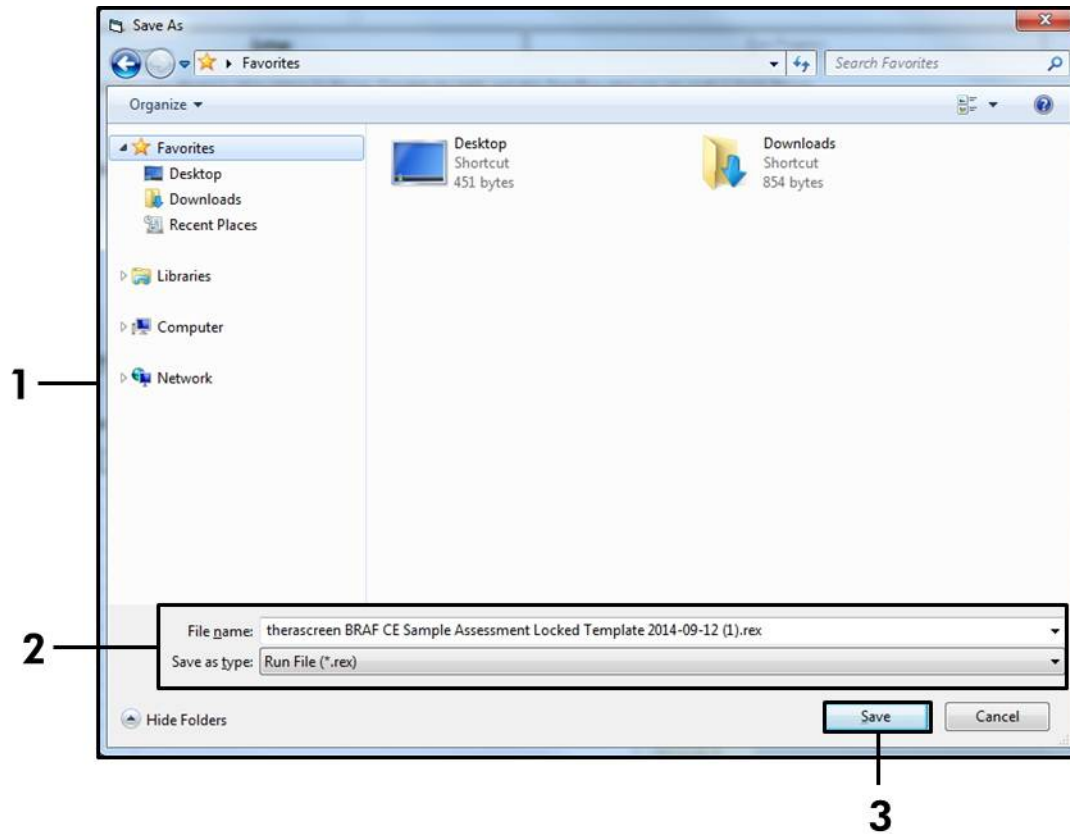 Save As
Favorites
Search Favorites
Organize
Favorites
Desktop
Downloads
Recent Places
Libraries
Computer
Network
Desktop
Shortcut
451 bytes
Downloads
Shortcut
854 bytes
1
2
File name: therascreen BRAF CE Sample Assessment Locked Template 2014-09-12 (1).rex
Save as type: Run File (*.rex)
Hide Folders
Save
Cancel
3